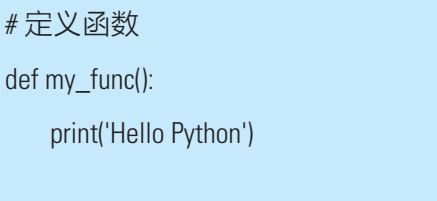 # 定义函数
def my_func():
    print('Hello Python')